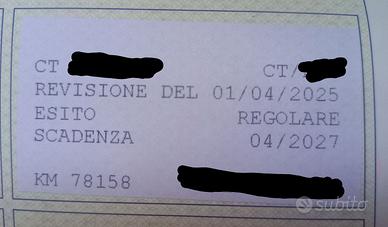 CT CT/
REVISIONE DEL 01/04/2025
ESITO REGOLARE
SCADENZA 04/2027
KM 78158
subito